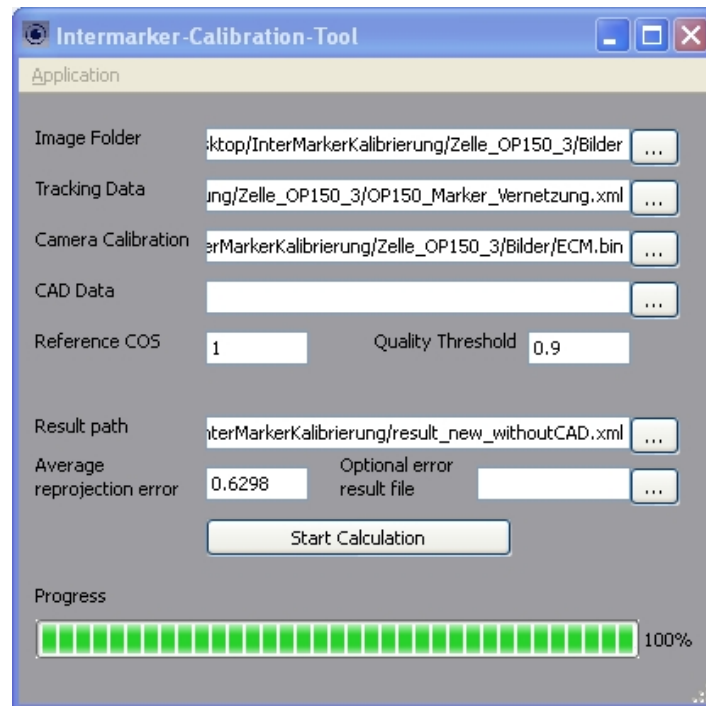 Intermarker-Calibration-Tool
Application
Image Folder ktop/InterMarkerKalibrierung/Zelle_OP150_3/Bilder ...
Tracking Data ung/Zelle_OP150_3/OP150_Marker_Vernetzung.xml ...
Camera Calibration erMarkerKalibrierung/Zelle_OP150_3/Bilder/ECM.bin ...
CAD Data ...
Reference COS 1 Quality Threshold 0.9
Result path nterMarkerKalibrierung/result_new_withoutCAD.xml ...
Average reprojection error 0.6298 Optional error result file ...
Start Calculation
Progress
100%